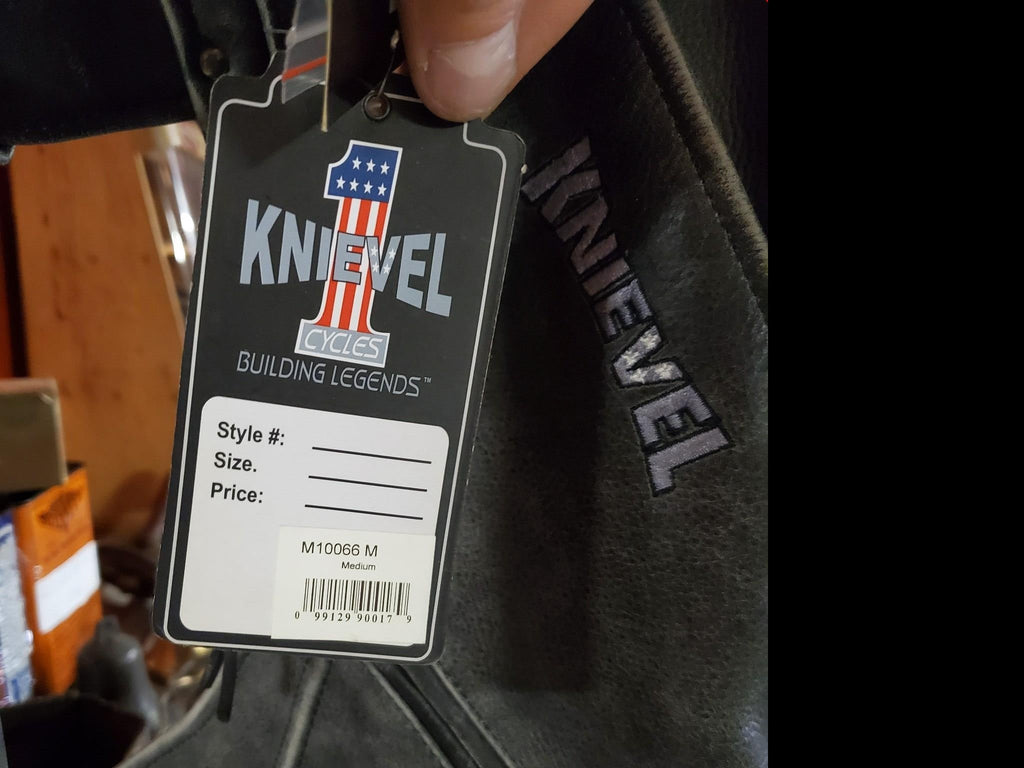 KNIEVEL
CYCLES
BUILDING LEGENDS™
Style #:
Size.
Price:
M10066 M
Medium
0 99129 90017 9
KNIEVEL